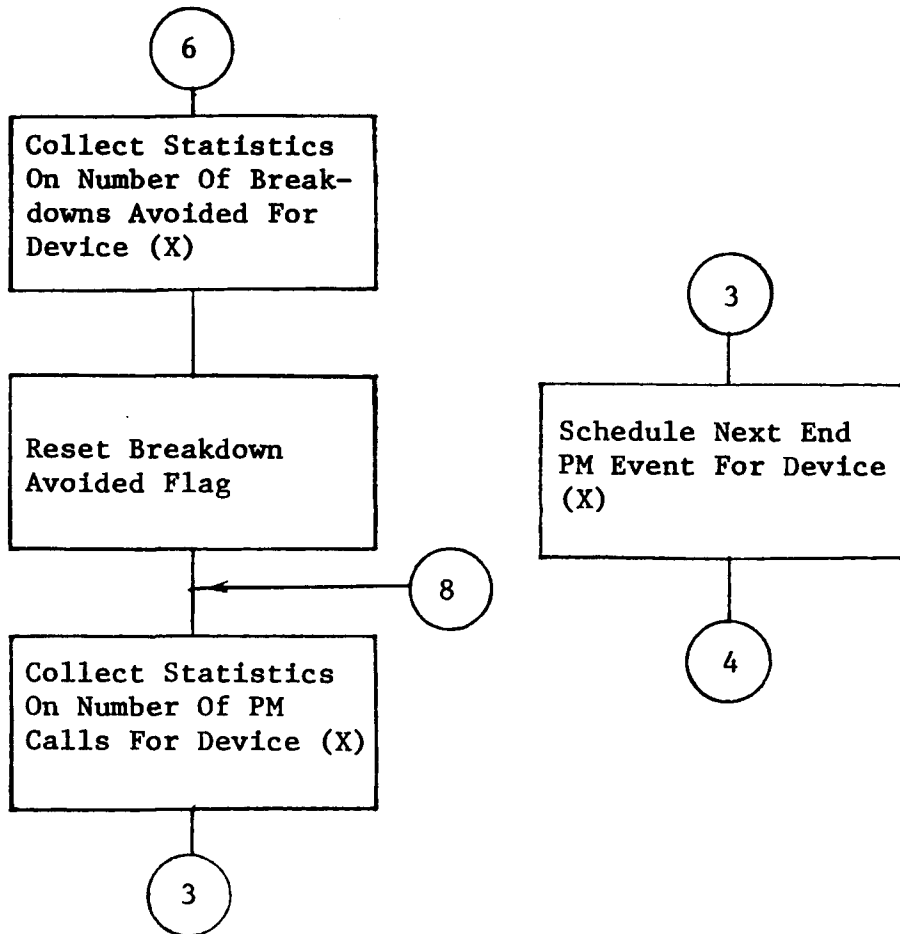 6
Collect Statistics
On Number Of Break-
downs Avoided For
Device (X)
Reset Breakdown
Avoided Flag
8
Collect Statistics
On Number Of PM
Calls For Device (X)
3
3
Schedule Next End
PM Event For Device
(X)
4